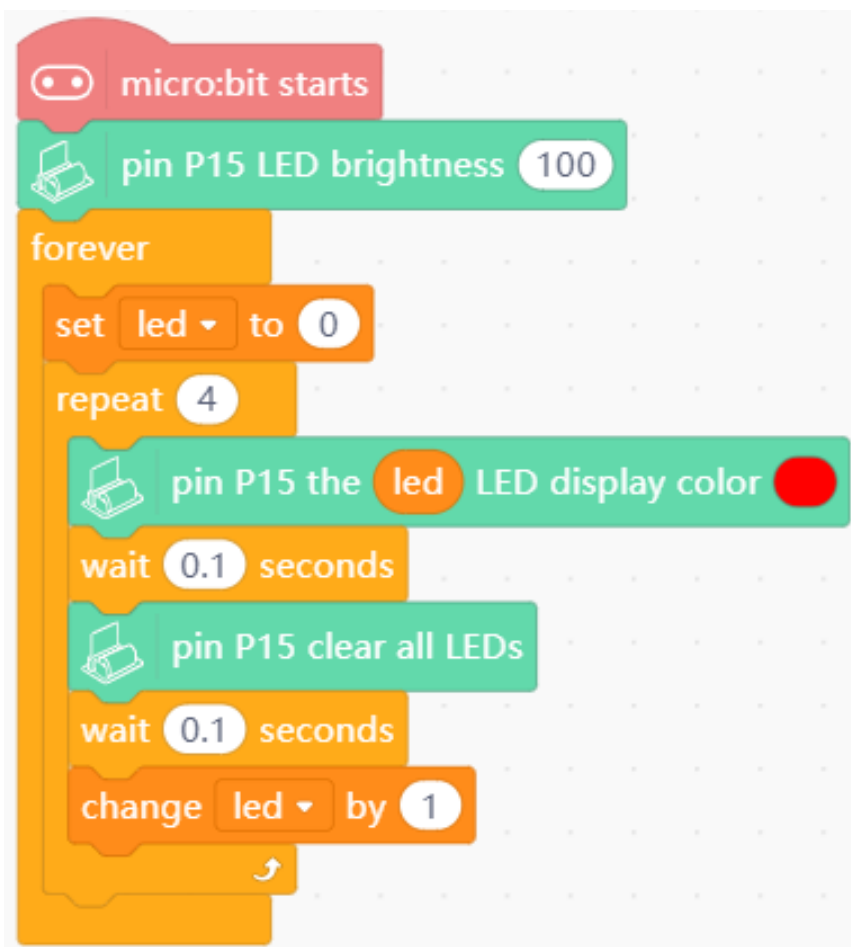 micro:bit starts
pin P15 LED brightness 100
forever
set led to 0
repeat 4
pin P15 the led LED display color
wait 0.1 seconds
pin P15 clear all LEDs
wait 0.1 seconds
change led by 1